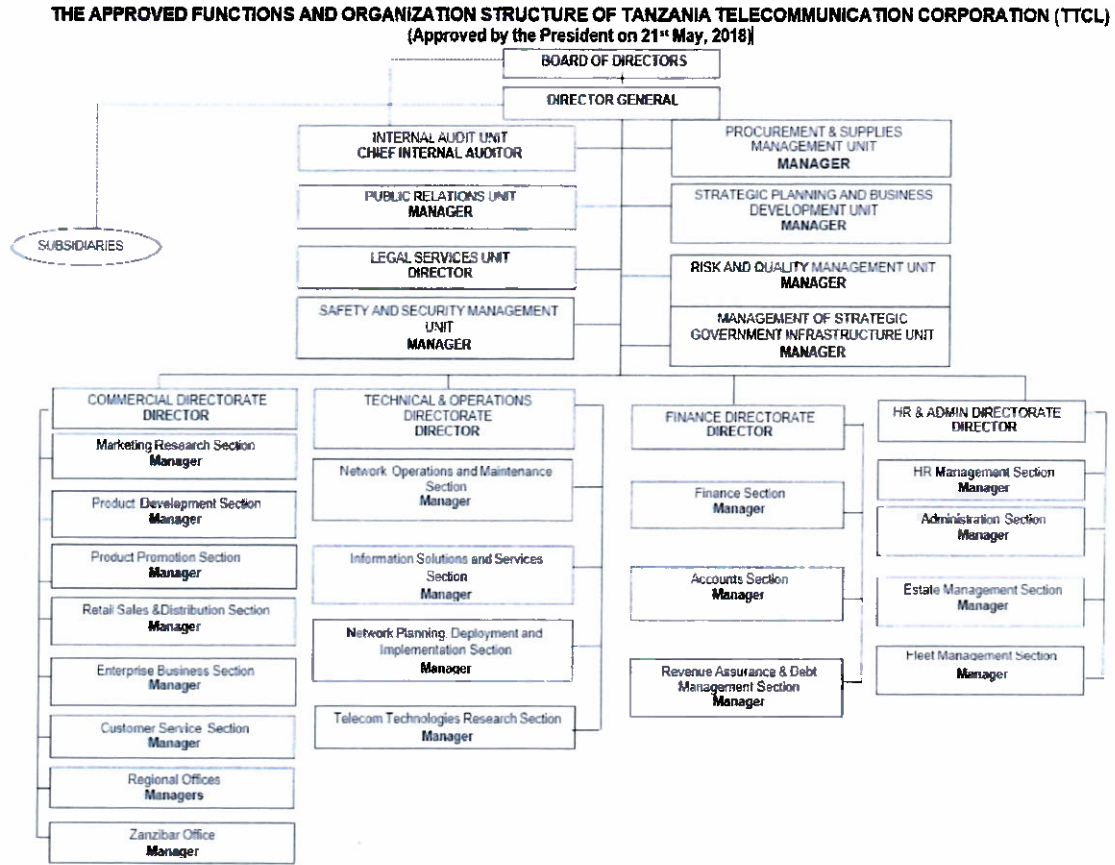 THE APPROVED FUNCTIONS AND ORGANIZATION STRUCTURE OF TANZANIA TELECOMMUNICATION CORPORATION (TTCL)
(Approved by the President on 21st May, 2018)
BOARD OF DIRECTORS
DIRECTOR GENERAL
INTERNAL AUDIT UNIT
CHIEF INTERNAL AUDITOR
PROCUREMENT & SUPPLIES
MANAGEMENT UNIT
MANAGER
PUBLIC RELATIONS UNIT
MANAGER
STRATEGIC PLANNING AND BUSINESS
DEVELOPMENT UNIT
MANAGER
SUBSIDIARIES
LEGAL SERVICES UNIT
DIRECTOR
RISK AND QUALITY MANAGEMENT UNIT
MANAGER
SAFETY AND SECURITY MANAGEMENT
UNIT
MANAGER
MANAGEMENT OF STRATEGIC
GOVERNMENT INFRASTRUCTURE UNIT
MANAGER
COMMERCIAL DIRECTORATE
DIRECTOR
Marketing Research Section
Manager
Product Development Section
Manager
Product Promotion Section
Manager
Retail Sales &Distribution Section
Manager
Enterprise Business Section
Manager
Customer Service Section
Manager
Regional Offices
Managers
Zanzibar Office
Manager
TECHNICAL & OPERATIONS
DIRECTORATE
DIRECTOR
Network Operations and Maintenance
Section
Manager
Information Solutions and Services
Section
Manager
Network Planning, Deployment and
Implementation Section
Manager
Telecom Technologies Research Section
Manager
FINANCE DIRECTORATE
DIRECTOR
Finance Section
Manager
Accounts Section
Manager
Revenue Assurance & Debt
Management Section
Manager
HR & ADMIN DIRECTORATE
DIRECTOR
HR Management Section
Manager
Administration Section
Manager
Estate Management Section
Manager
Fleet Management Section
Manager